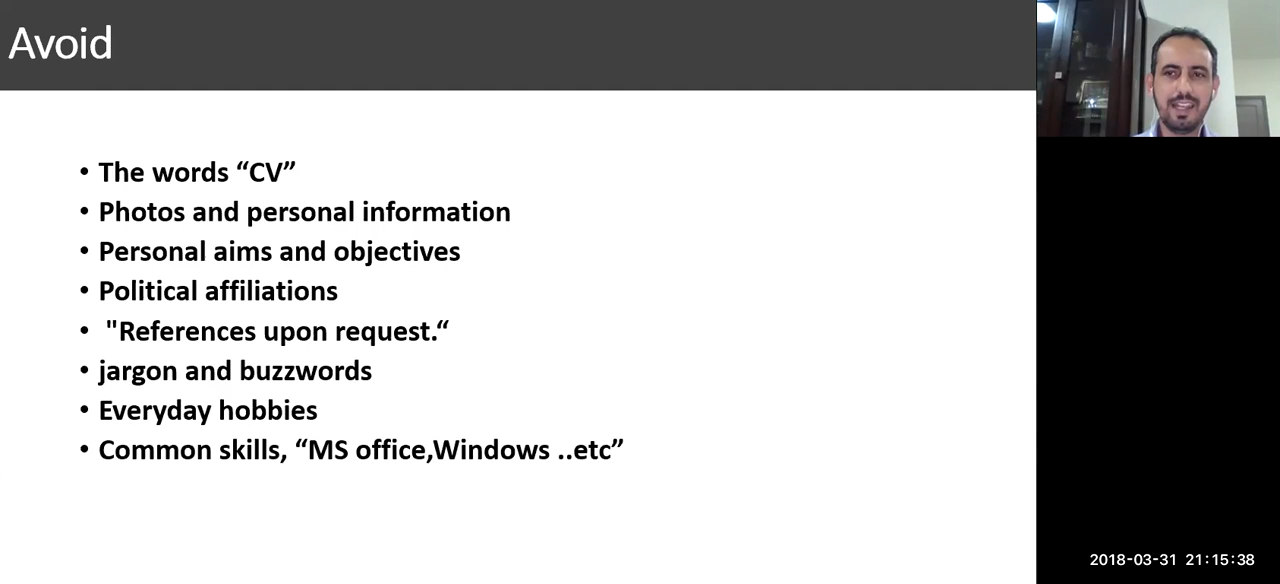 Avoid
• The words “CV”
• Photos and personal information
• Personal aims and objectives
• Political affiliations
• "References upon request.“
• jargon and buzzwords
• Everyday hobbies
• Common skills, “MS office,Windows ..etc”
2018-03-31 21:15:38